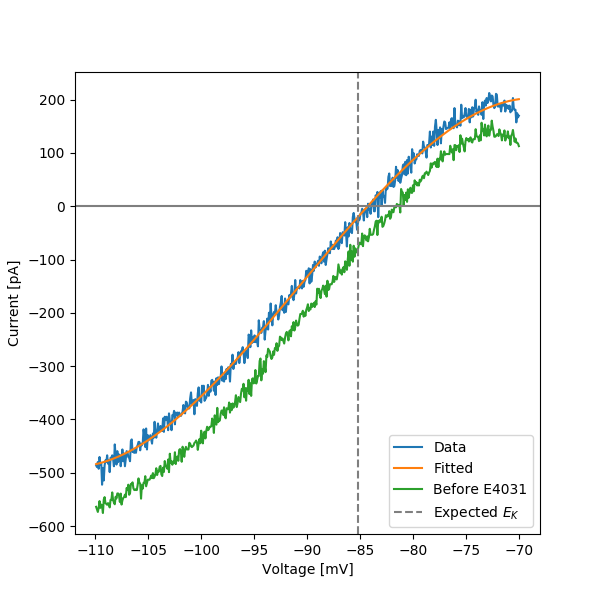 200
100
0
−100
−200
−300
−400
−500
−600
Current [pA]
−110 −105 −100 −95 −90 −85 −80 −75 −70
Voltage [mV]
Data
Fitted
Before E4031
Expected E_K